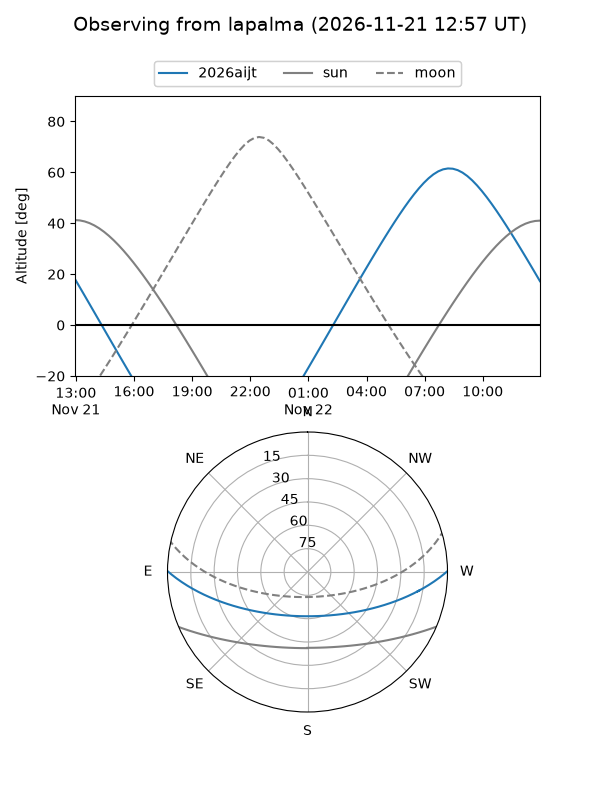 Observing from lapalma (2026-11-21 12:57 UT)
2026aijt sun moon
Altitude [deg]
80
60
40
20
0
−20
13:00 16:00 19:00 22:00 01:00 04:00 07:00 10:00
Nov 21 Nov 22
N
NE NW
15
30
45
60
75
E W
SE SW
S